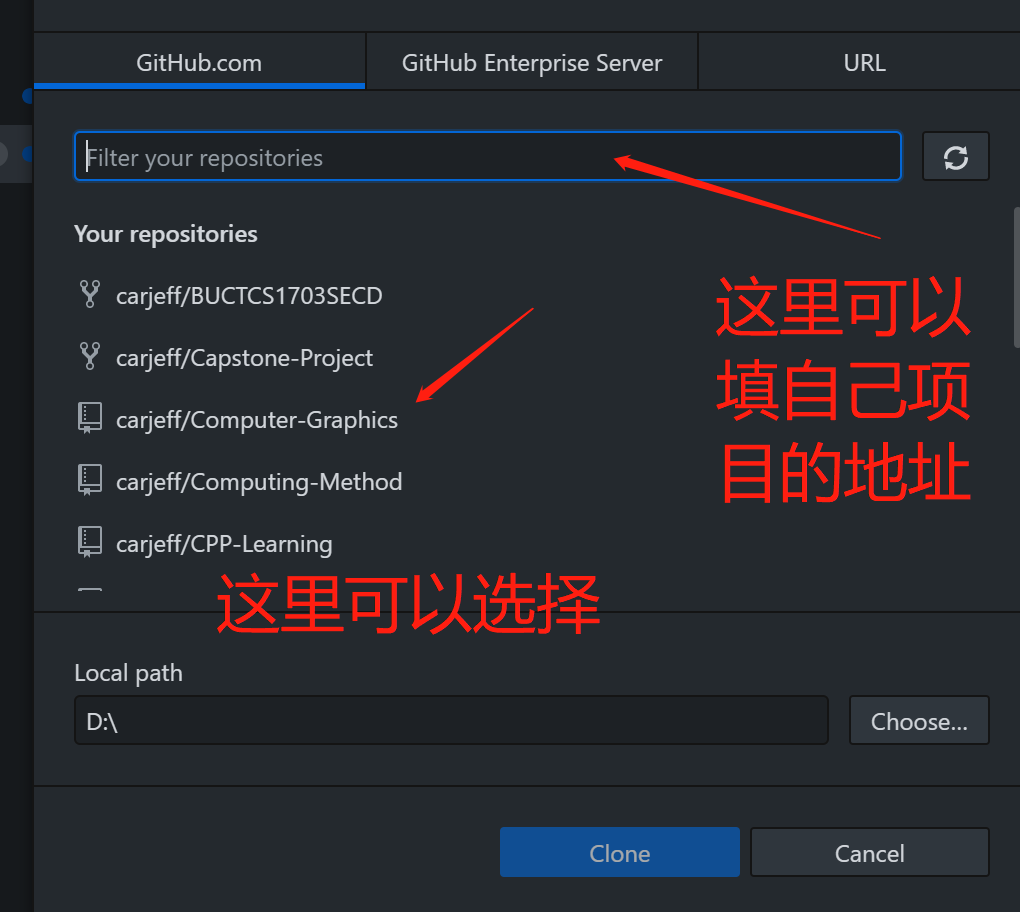 GitHub.com
GitHub Enterprise Server
URL
Filter your repositories
Your repositories
carjeff/BUCTCS1703SECD
carjeff/Capstone-Project
carjeff/Computer-Graphics
carjeff/Computing-Method
carjeff/CPP-Learning
这里可以
填自己项
目的地址
这里可以选择
Local path
D:\
Choose...
Clone
Cancel